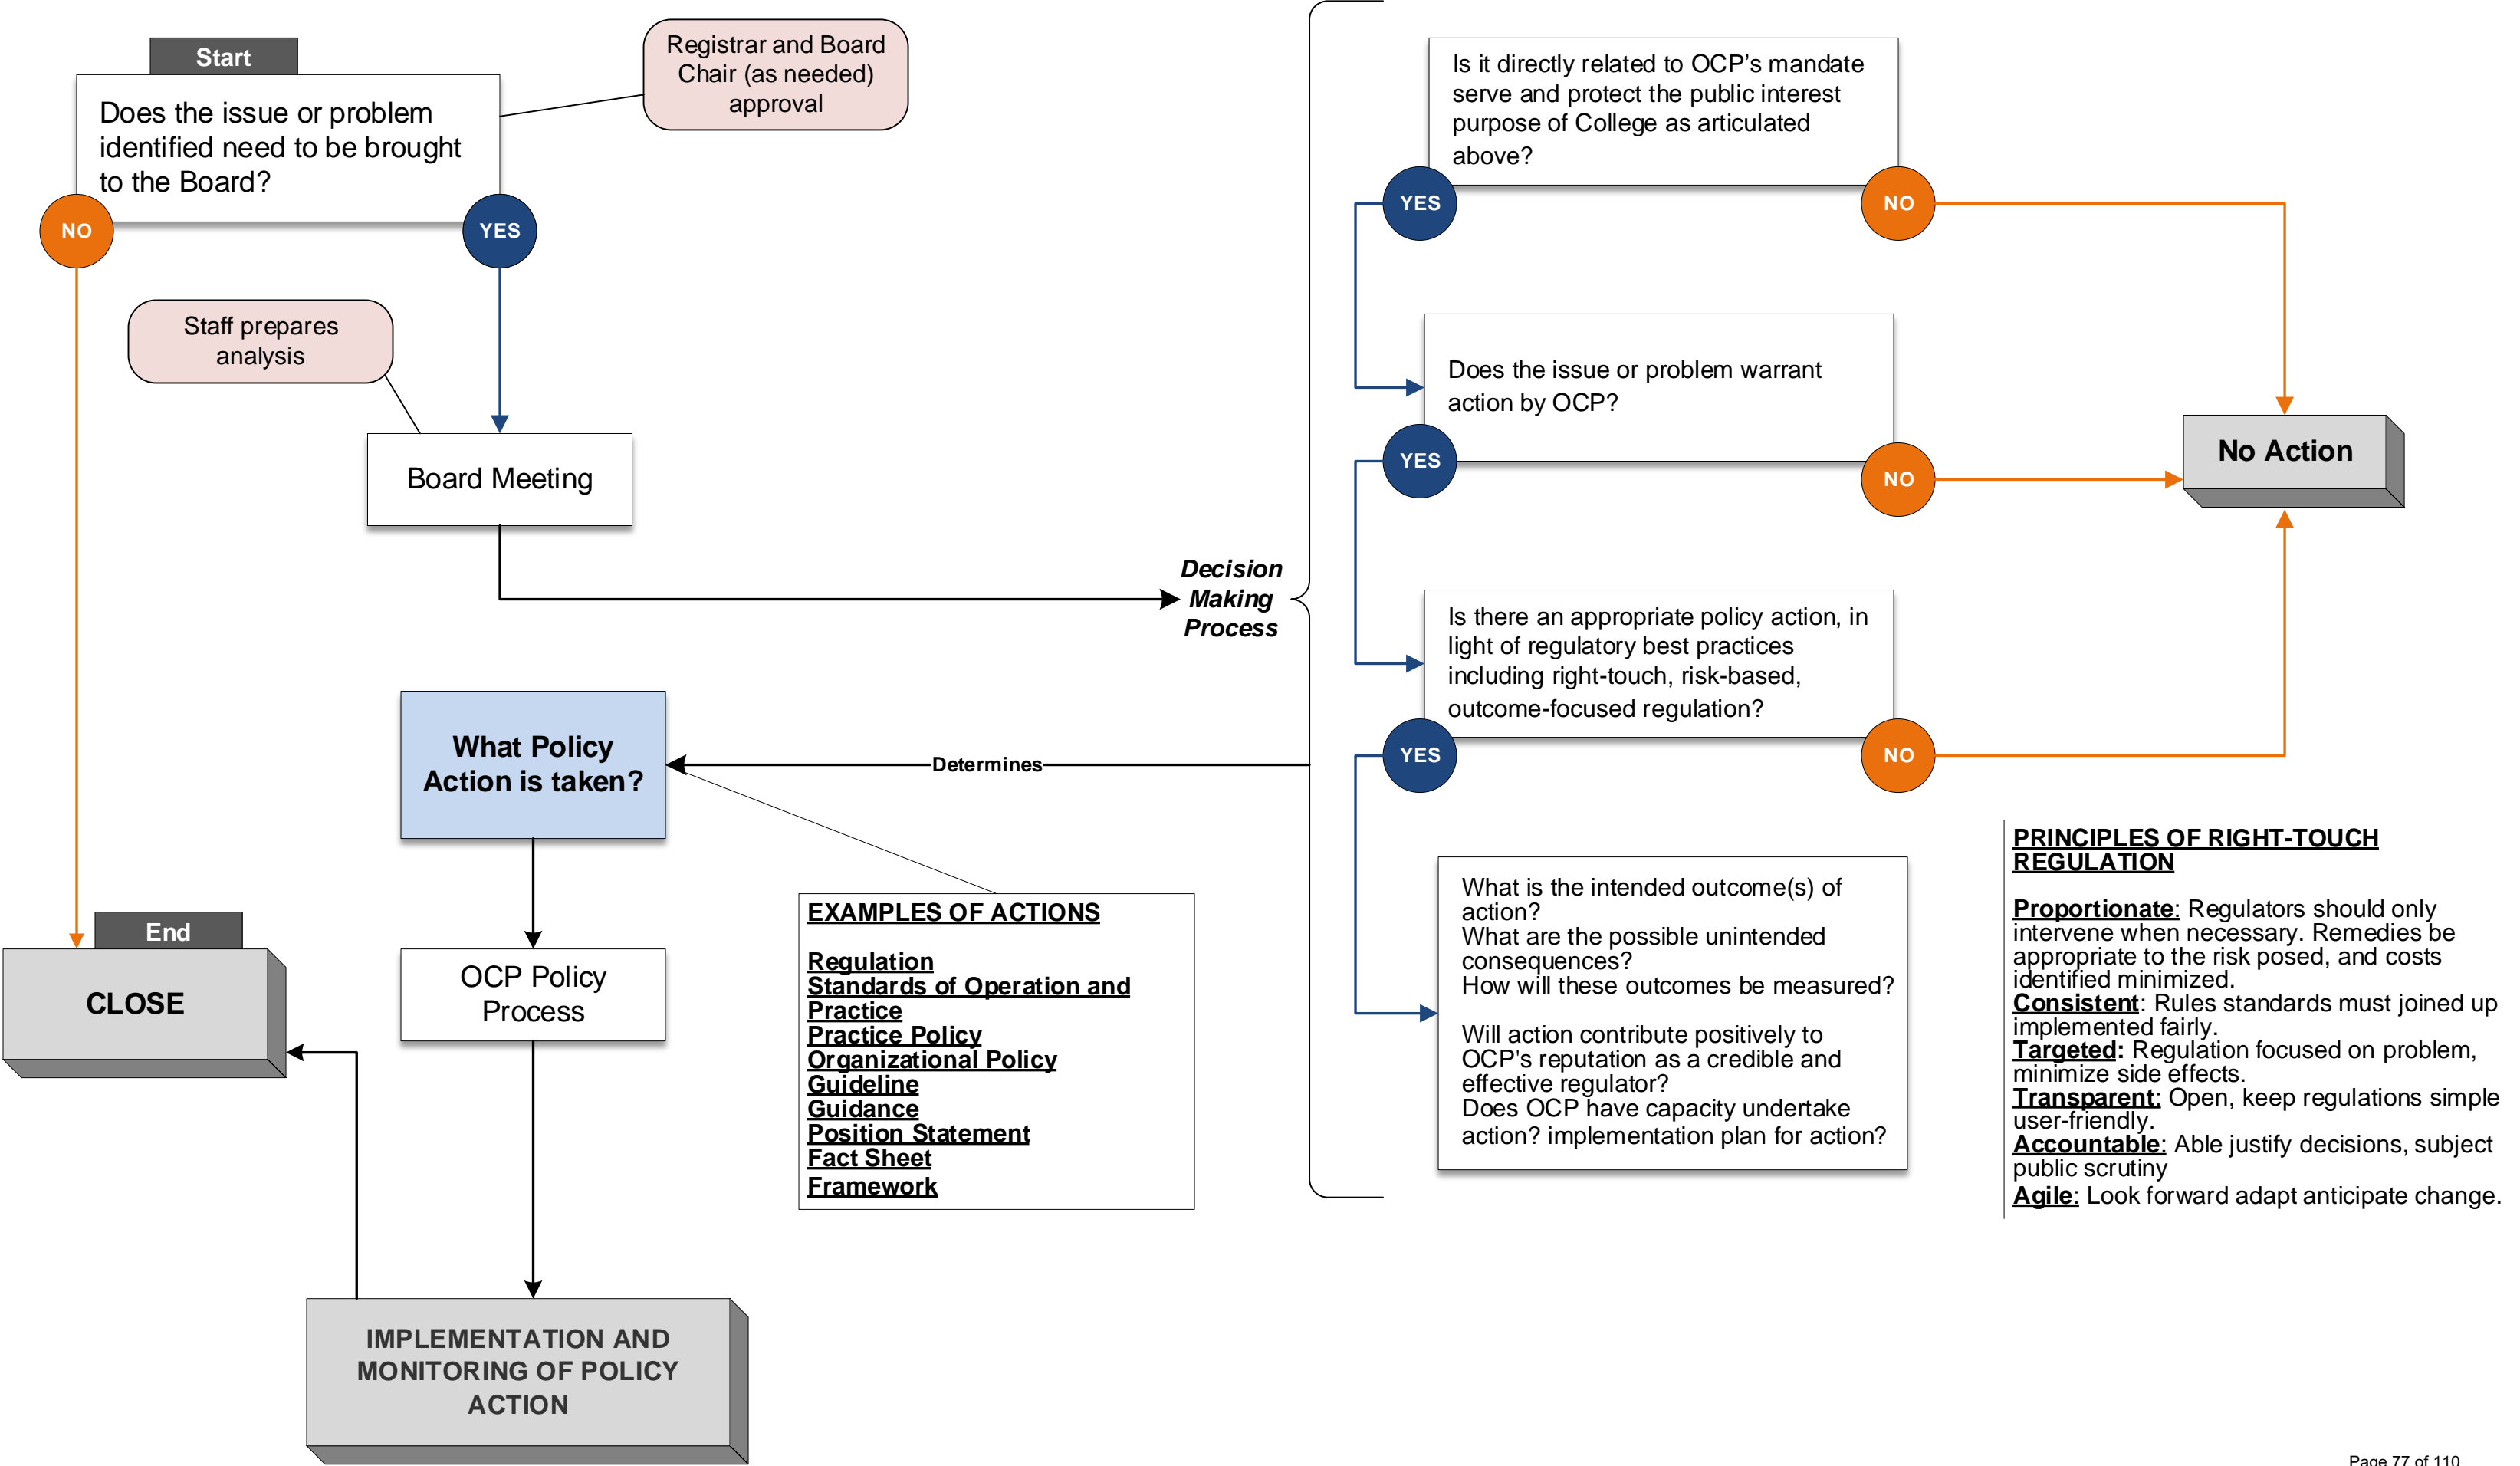 Start
Does the issue or problem
identified need to be brought
to the Board?
NO
YES
Registrar and Board
Chair (as needed)
approval
Staff prepares
analysis
Board Meeting
Decision
Making
Process
Is it directly related to OCP's mandate
serve and protect the public interest
purpose of College as articulated
above?
YES
NO
Does the issue or problem warrant
action by OCP?
YES
NO
No Action
Is there an appropriate policy action, in
light of regulatory best practices
including right-touch, risk-based,
outcome-focused regulation?
YES
NO
What is the intended outcome(s) of
action?
What are the possible unintended
consequences?
How will these outcomes be measured?
Will action contribute positively to
OCP's reputation as a credible and
effective regulator?
Does OCP have capacity undertake
action? implementation plan for action?
Determines
What Policy
Action is taken?
EXAMPLES OF ACTIONS
Regulation
Standards of Operation and
Practice
Practice Policy
Organizational Policy
Guideline
Guidance
Position Statement
Fact Sheet
Framework
OCP Policy
Process
End
CLOSE
IMPLEMENTATION AND
MONITORING OF POLICY
ACTION
PRINCIPLES OF RIGHT-TOUCH
REGULATION
Proportionate: Regulators should only
intervene when necessary. Remedies be
appropriate to the risk posed, and costs
identified minimized.
Consistent: Rules standards must joined up
implemented fairly.
Targeted: Regulation focused on problem,
minimize side effects.
Transparent: Open, keep regulations simple
user-friendly.
Accountable: Able justify decisions, subject
public scrutiny
Agile: Look forward adapt anticipate change.
Page 77 of 110